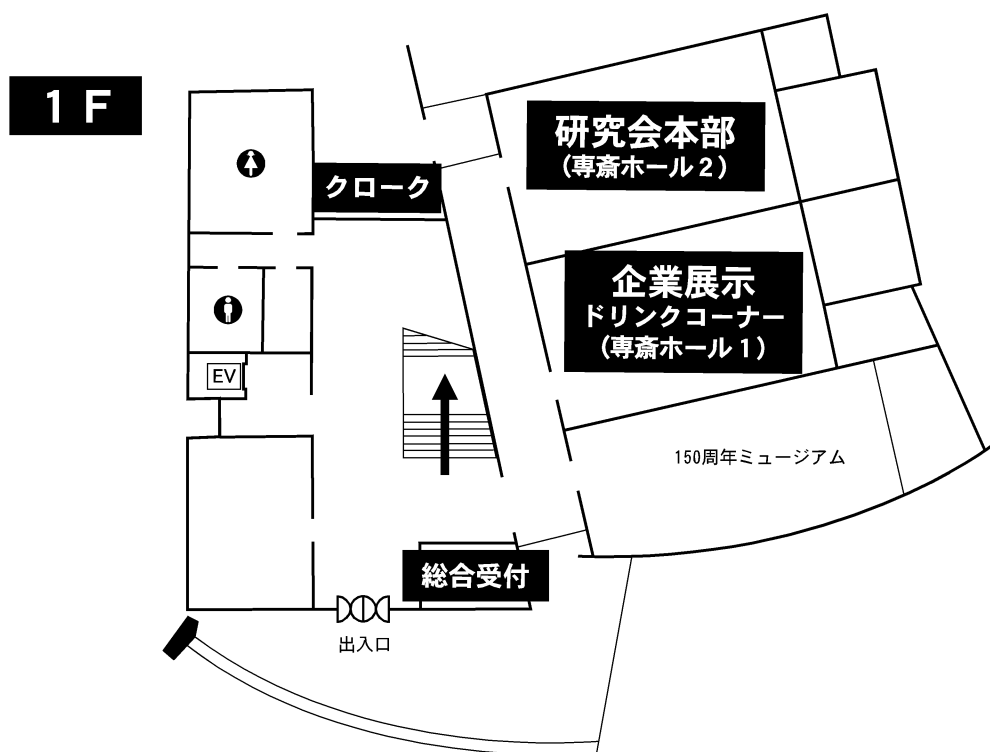 1F
研究会本部
(専斎ホール2)
クローク
企業展示
ドリンクコーナー
(専斎ホール1)
EV
150周年ミュージアム
総合受付
出入口